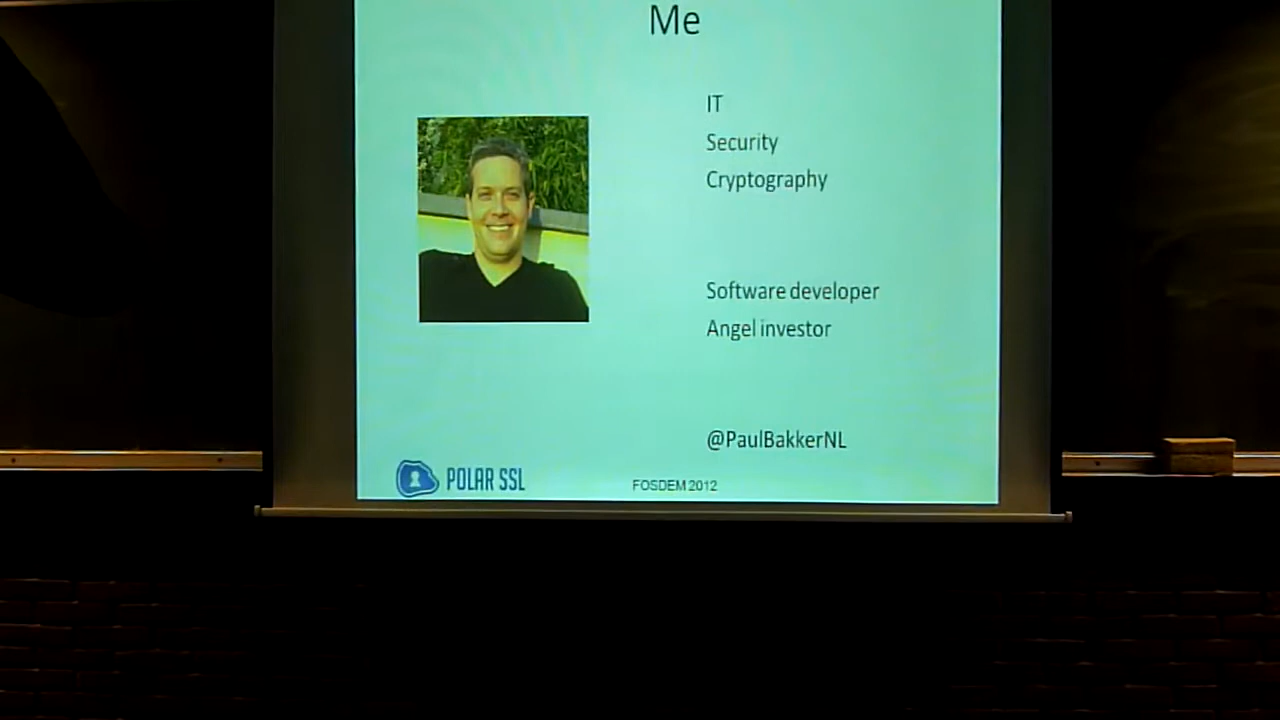 Me
IT
Security
Cryptography
Software developer
Angel investor
@PaulBakkerNL
POLAR SSL
FOSDEM 2012